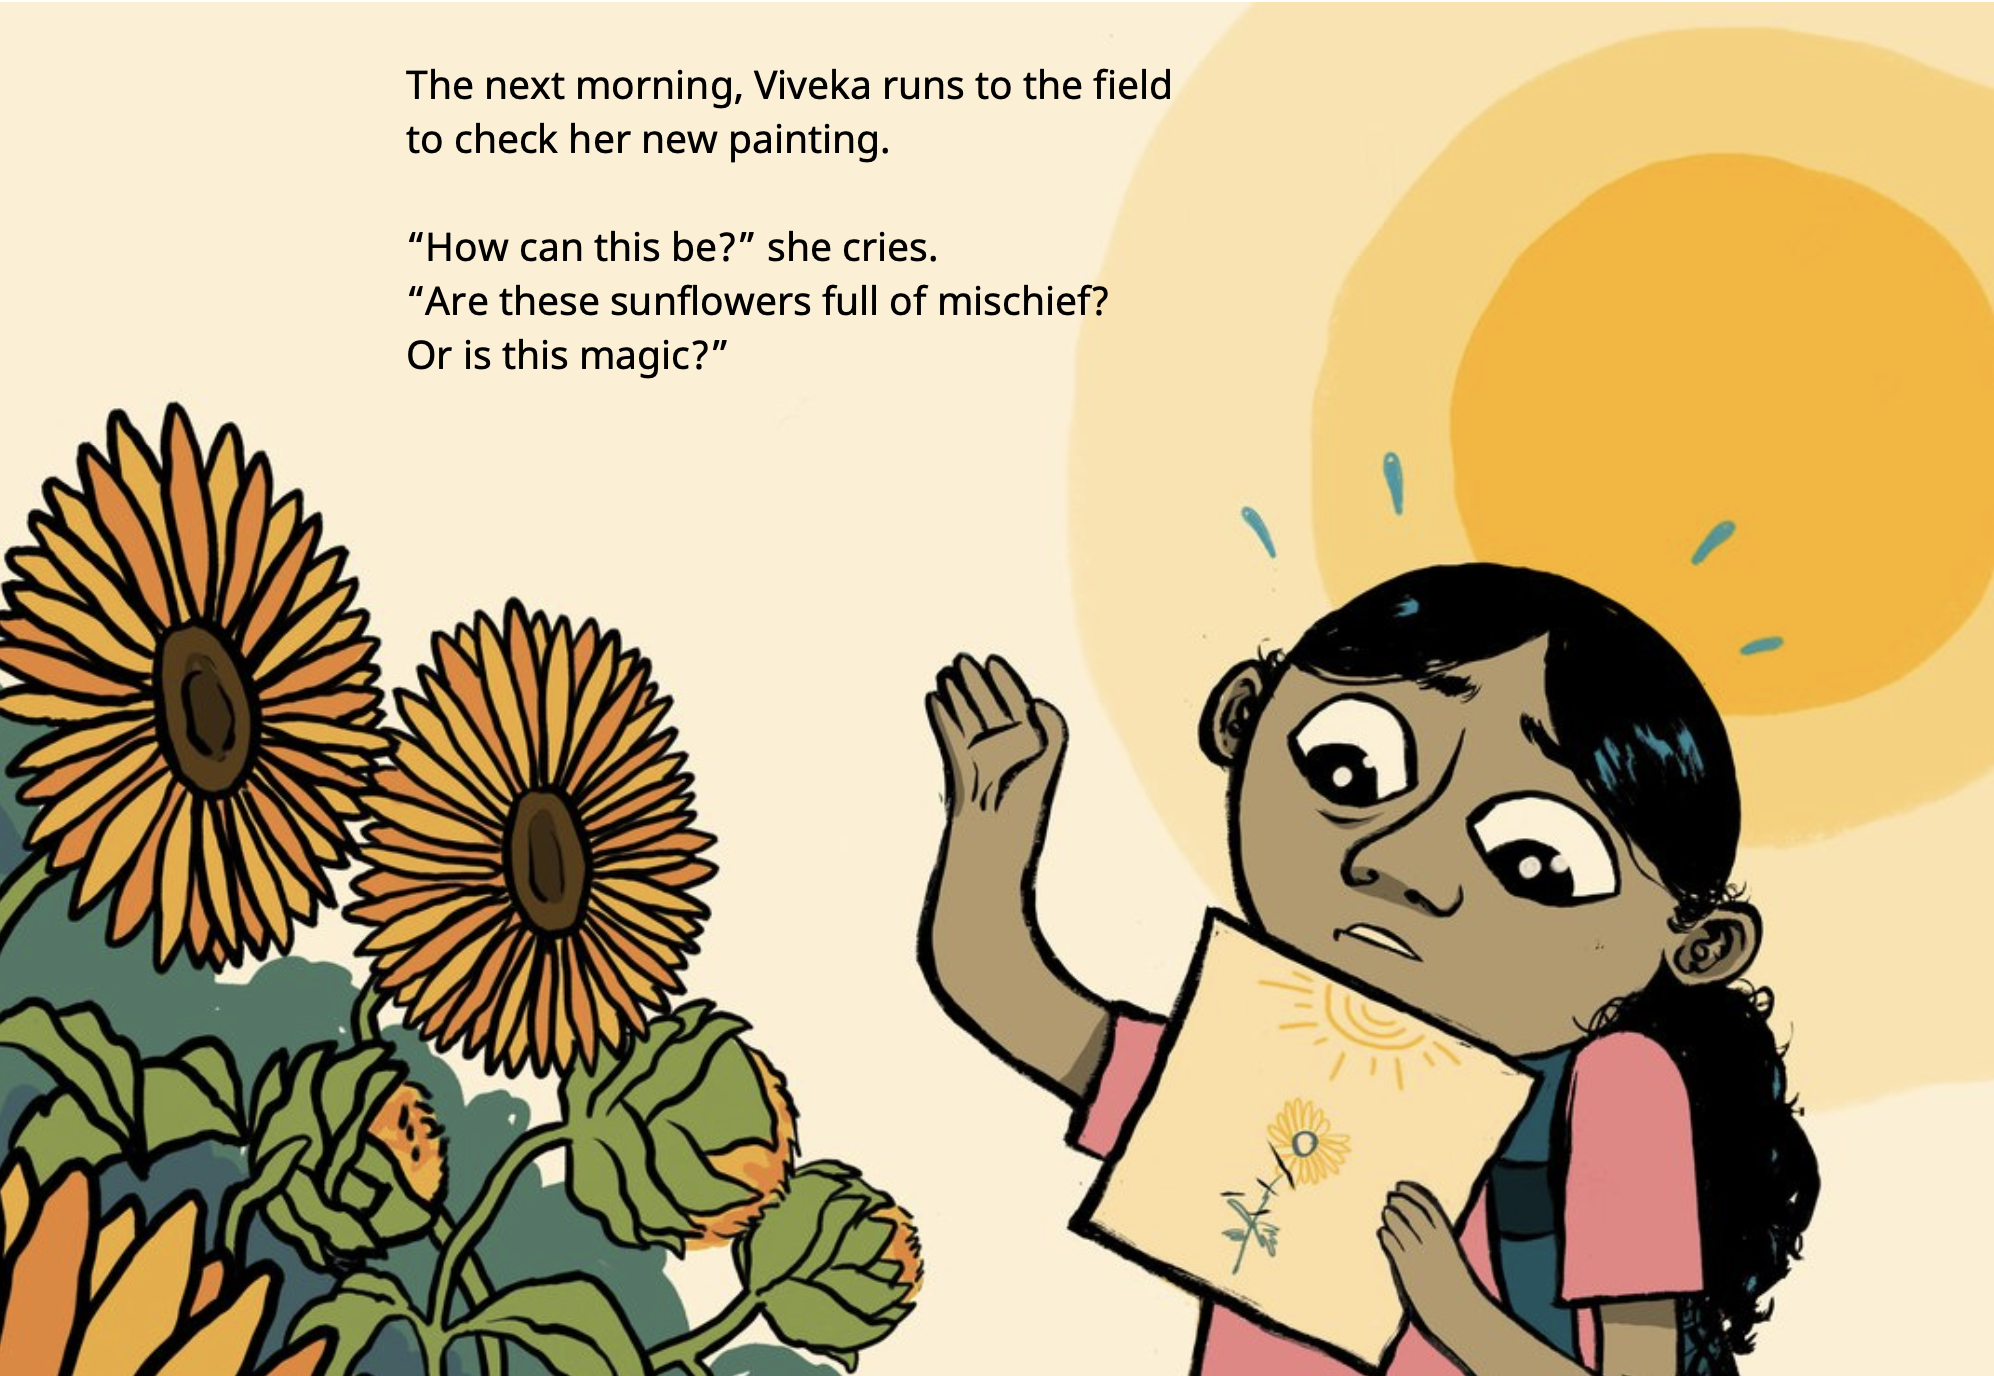 The next morning, Viveka runs to the field
to check her new painting.
“How can this be?” she cries.
“Are these sunflowers full of mischief?
Or is this magic?”